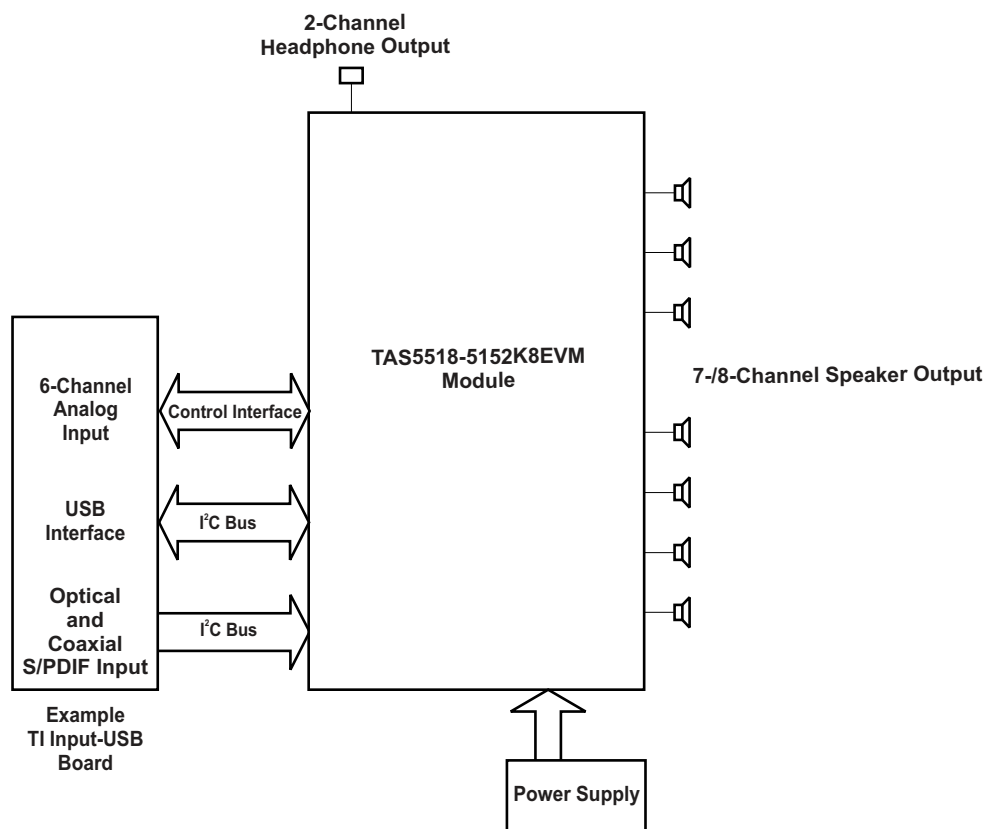 2-Channel
Headphone Output
TAS5518-5152K8EVM
Module
7-/8-Channel Speaker Output
6-Channel
Analog
Input
Control Interface
USB
Interface
I²C Bus
Optical
and
Coaxial
S/PDIF Input
I²C Bus
Example
TI Input-USB
Board
Power Supply